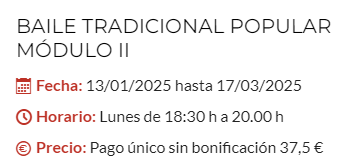 BAILE TRADICIONAL POPULAR
MÓDULO II
Fecha: 13/01/2025 hasta 17/03/2025
Horario: Lunes de 18:30 h a 20.00 h
Precio: Pago único sin bonificación 37,5 €